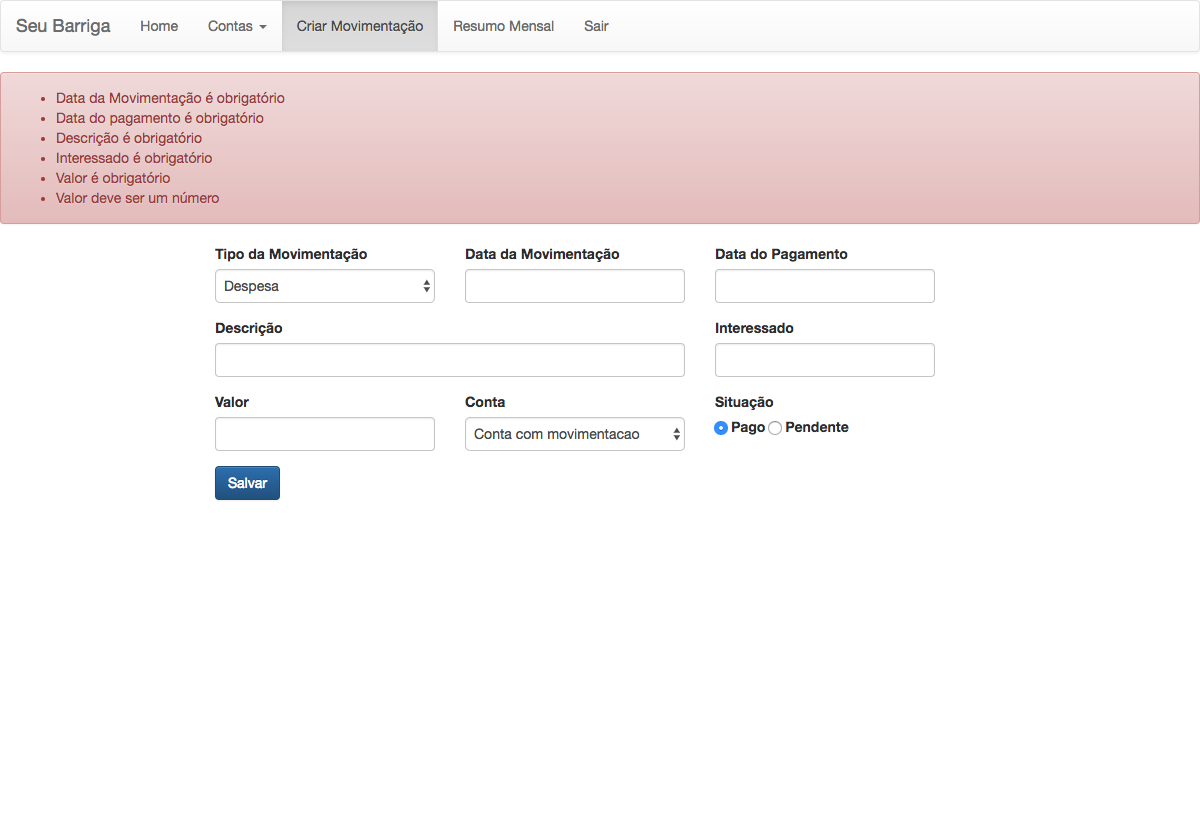 Seu Barriga Home Contas Criar Movimentação Resumo Mensal Sair
Data da Movimentação é obrigatório
Data do pagamento é obrigatório
Descrição é obrigatório
Interessado é obrigatório
Valor é obrigatório
Valor deve ser um número
Tipo da Movimentação Data da Movimentação Data do Pagamento
Despesa
Descrição Interessado
Valor Conta Situação
Conta com movimentacao Pago Pendente
Salvar